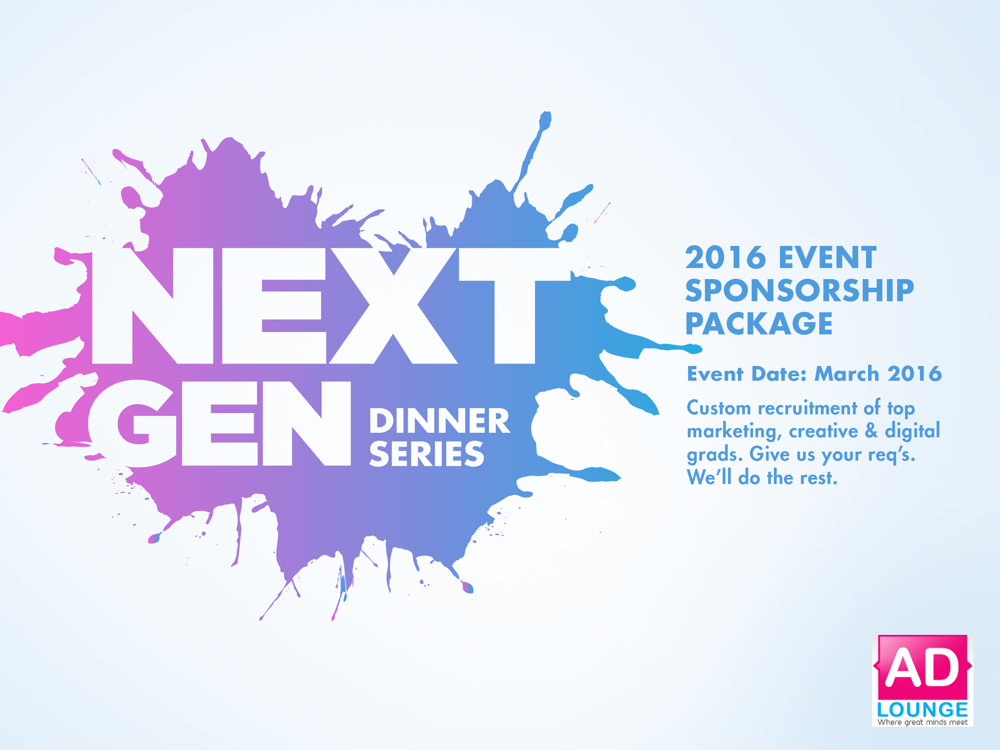 NEXT
GEN
DINNER
SERIES
2016 EVENT
SPONSORSHIP
PACKAGE
Event Date: March 2016
Custom recruitment of top
marketing, creative & digital
grads. Give us your req’s.
We’ll do the rest.
AD
LOUNGE
Where great minds meet